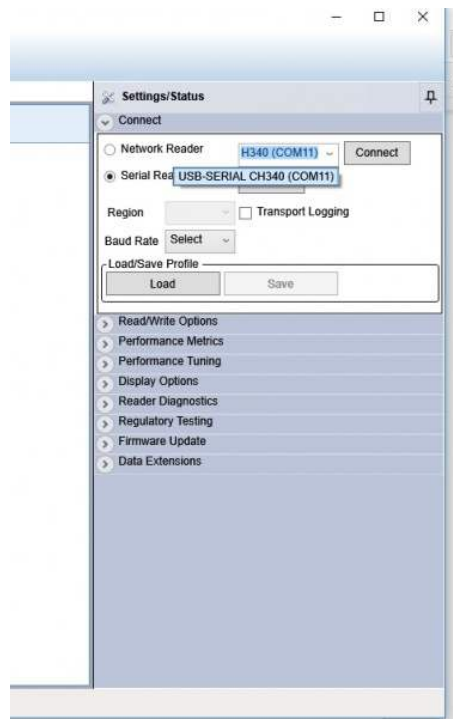 Settings/Status
Connect
Network Reader H340 (COM11) Connect
Serial Rea USB-SERIAL CH340 (COM11)
Region Transport Logging
Baud Rate Select
Load/Save Profile
Load Save
Read/Write Options
Performance Metrics
Performance Tuning
Display Options
Reader Diagnostics
Regulatory Testing
Firmware Update
Data Extensions